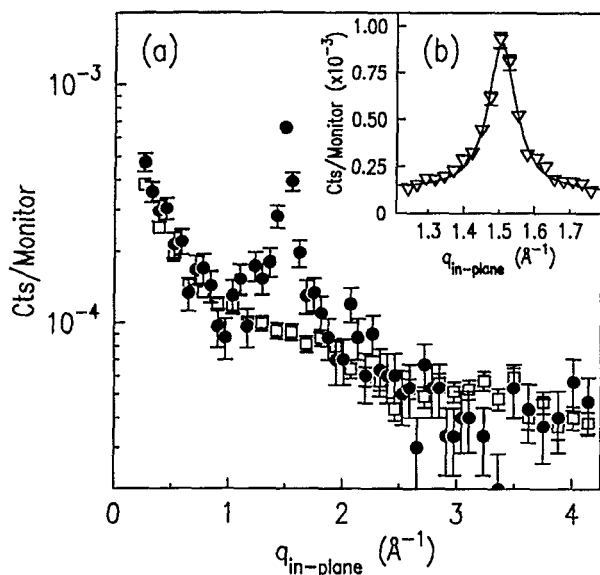 (a)
(b)
Cts/Monitor
10⁻³
10⁻⁴
0 1 2 3 4
q_in-plane (Å⁻¹)
Cts/Monitor (x10⁻³)
1.00
0.75
0.50
0.25
0
1.3 1.4 1.5 1.6 1.7
q_in-plane (Å⁻¹)